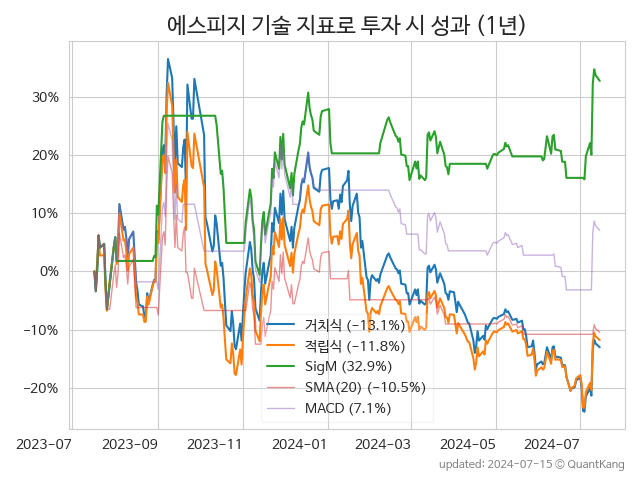 에스피지 기술 지표로 투자 시 성과 (1년)
30%
20%
10%
0%
−10%
−20%
거치식 (−13.1%)
적립식 (−11.8%)
SigM (32.9%)
SMA(20) (−10.5%)
MACD (7.1%)
2023-07
2023-09
2023-11
2024-01
2024-03
2024-05
2024-07
updated: 2024-07-15 © QuantKang